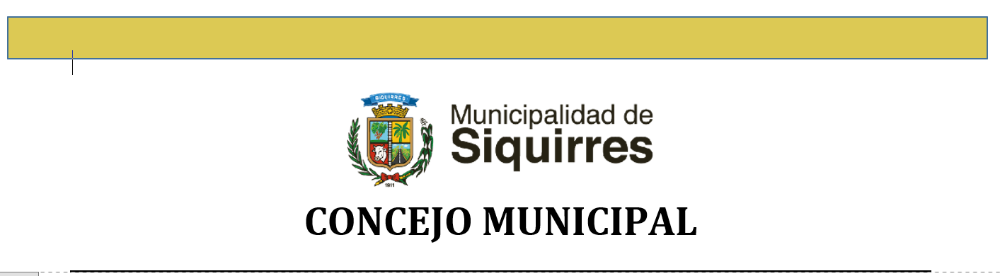 SIQUIRRES
1911
Municipalidad de
Siquirres
CONCEJO MUNICIPAL